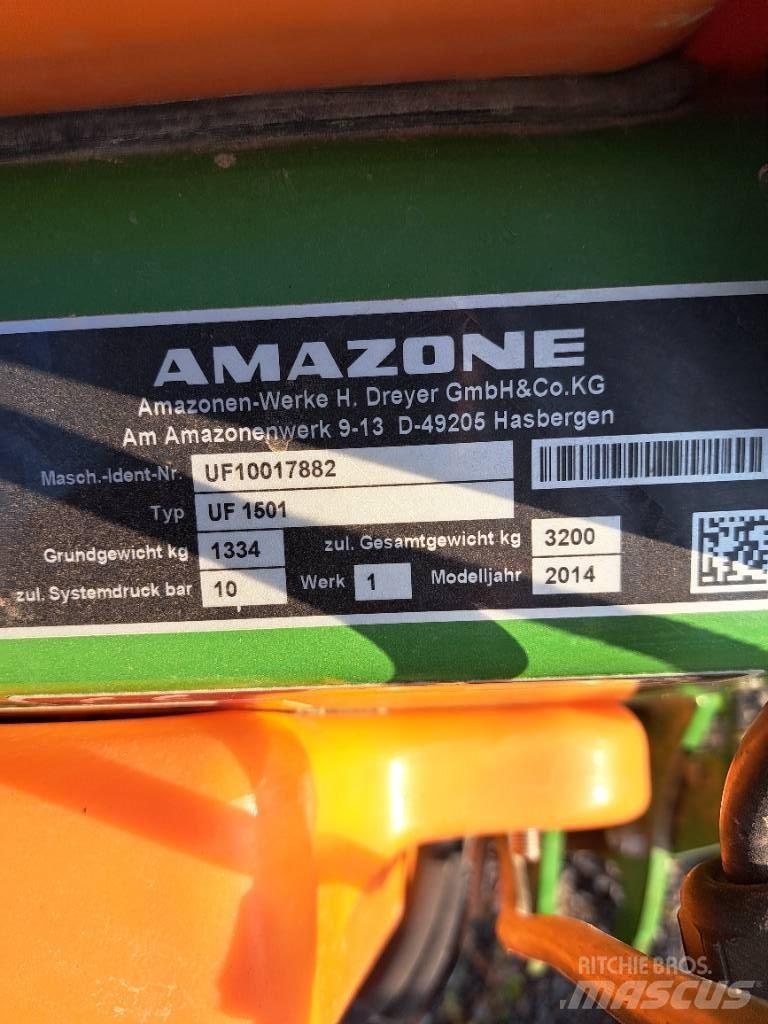 AMAZONE
Amazonen-Werke H. Dreyer GmbH&Co.KG
Am Amazonenwerk 9-13 D-49205 Hasbergen
Masch.-Ident-Nr. UF10017882
Typ UF 1501
Grundgewicht kg 1334 zul. Gesamtgewicht kg 3200
zul. Systemdruck bar 10 Werk 1 Modelljahr 2014
RITCHIE BROS.
MASCUS